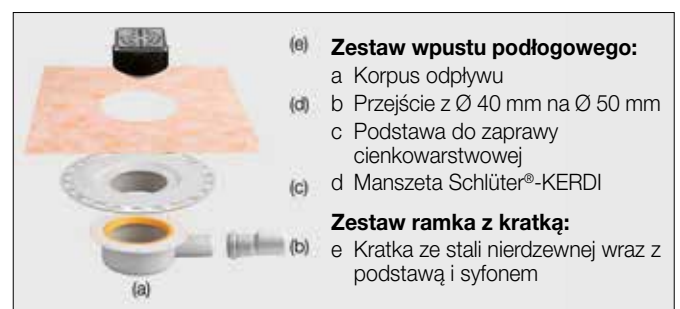 (e)
(d)
(c)
(b)
(a)
Zestaw wpustu podłogowego:
a Korpus odpływu
b Przejście z Ø 40 mm na Ø 50 mm
c Podstawa do zaprawy
cienkowarstwowej
d Manszeta Schlüter®-KERDI
Zestaw ramka z kratką:
e Kratka ze stali nierdzewnej wraz z
podstawą i syfonem